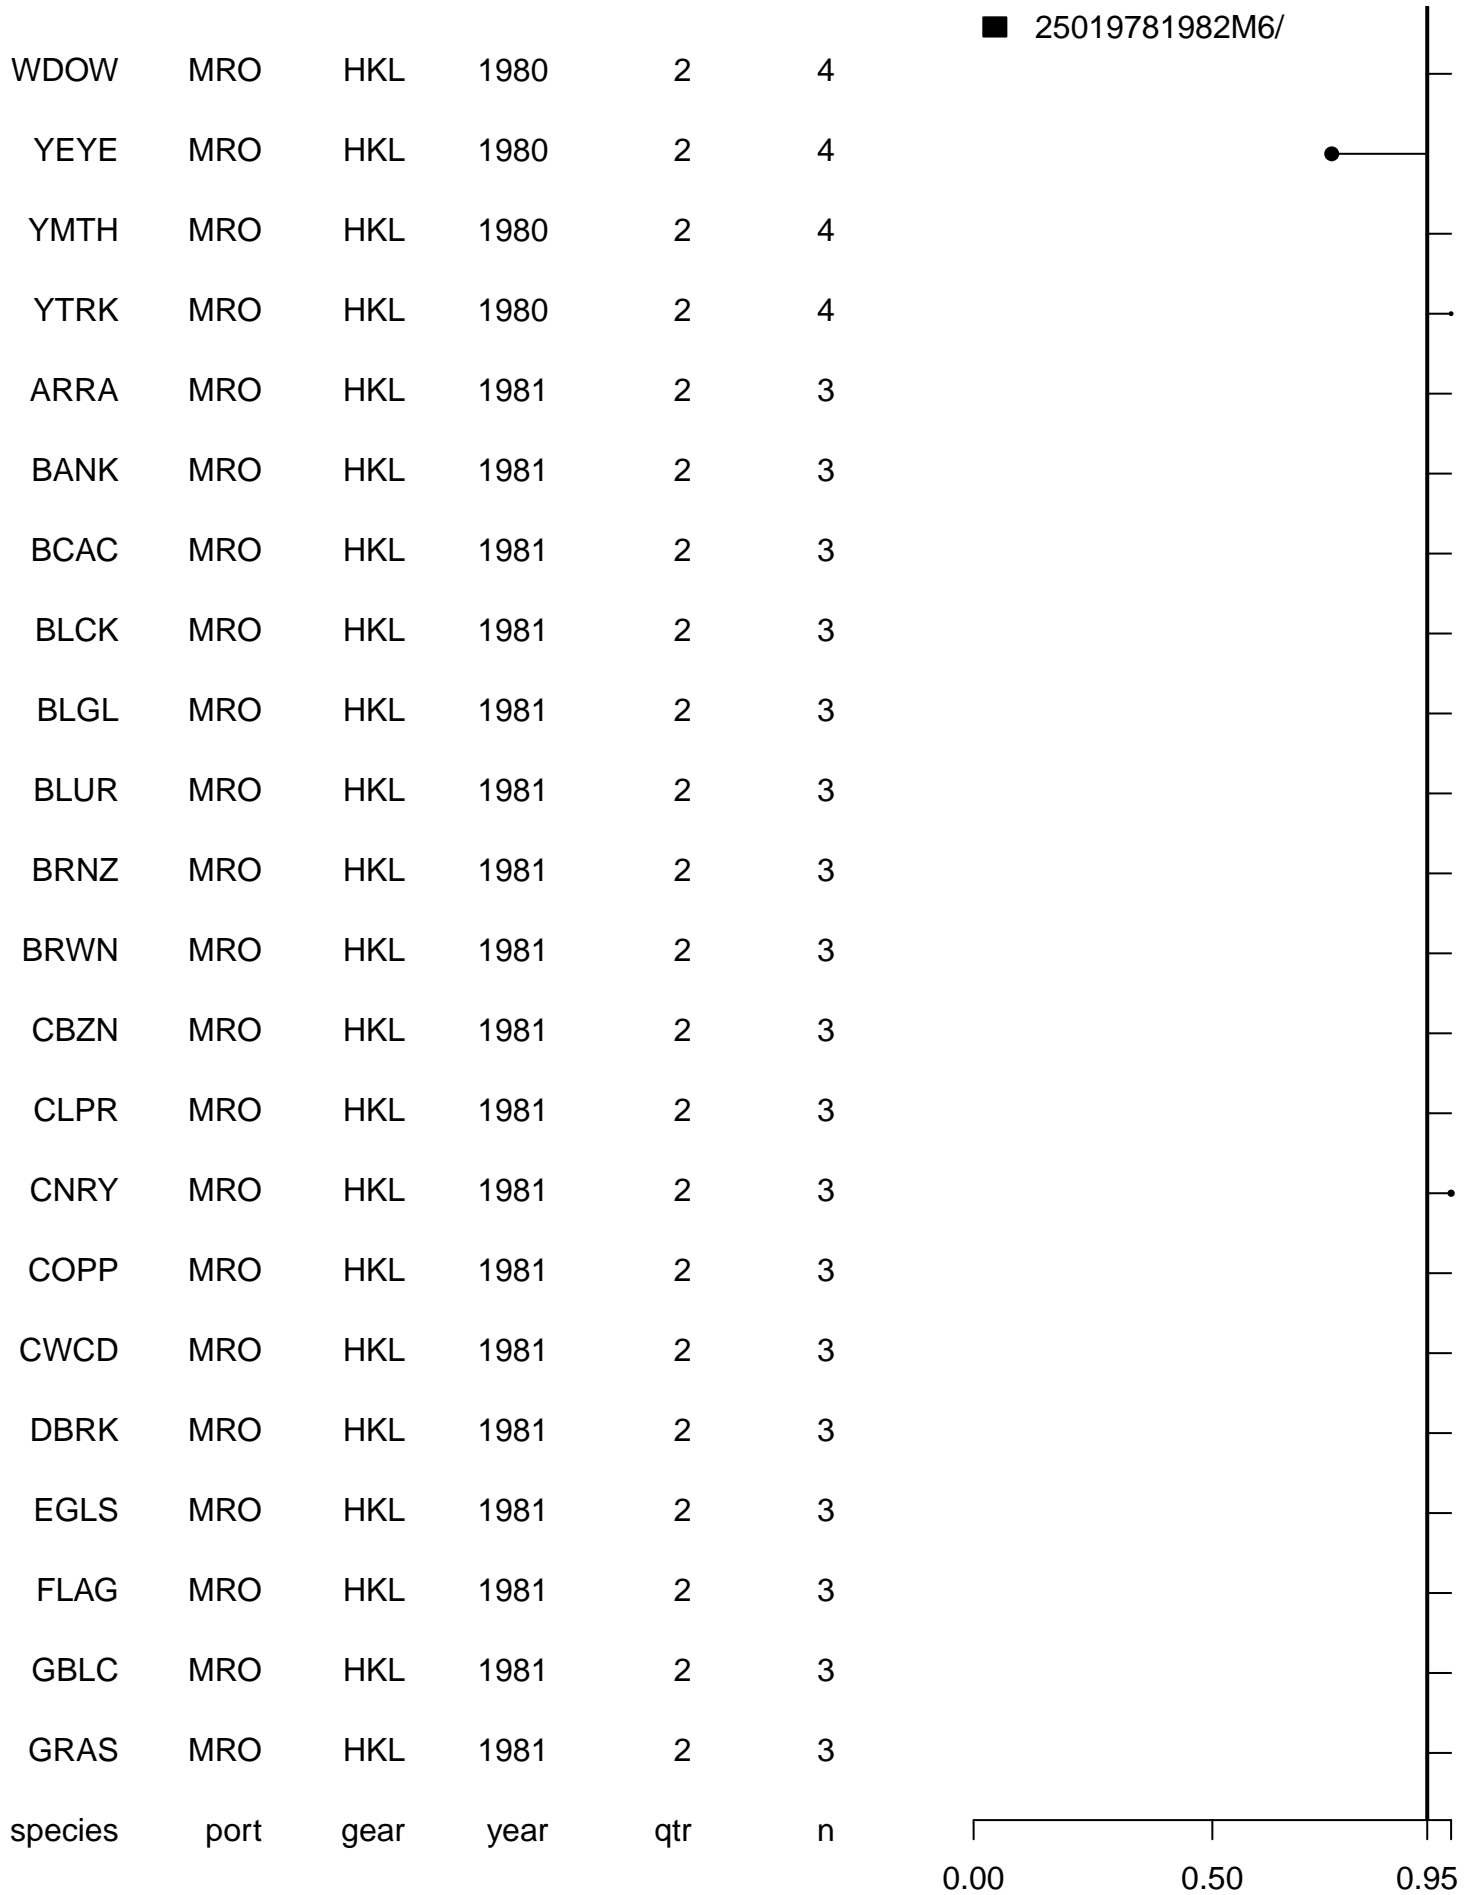 25019781982M6/
WDOW MRO HKL 1980 2 4
YEYE MRO HKL 1980 2 4
YMTH MRO HKL 1980 2 4
YTRK MRO HKL 1980 2 4
ARRA MRO HKL 1981 2 3
BANK MRO HKL 1981 2 3
BCAC MRO HKL 1981 2 3
BLCK MRO HKL 1981 2 3
BLGL MRO HKL 1981 2 3
BLUR MRO HKL 1981 2 3
BRNZ MRO HKL 1981 2 3
BRWN MRO HKL 1981 2 3
CBZN MRO HKL 1981 2 3
CLPR MRO HKL 1981 2 3
CNRY MRO HKL 1981 2 3
COPP MRO HKL 1981 2 3
CWCD MRO HKL 1981 2 3
DBRK MRO HKL 1981 2 3
EGLS MRO HKL 1981 2 3
FLAG MRO HKL 1981 2 3
GBLC MRO HKL 1981 2 3
GRAS MRO HKL 1981 2 3
species port gear year qtr n
0.00 0.50 0.95